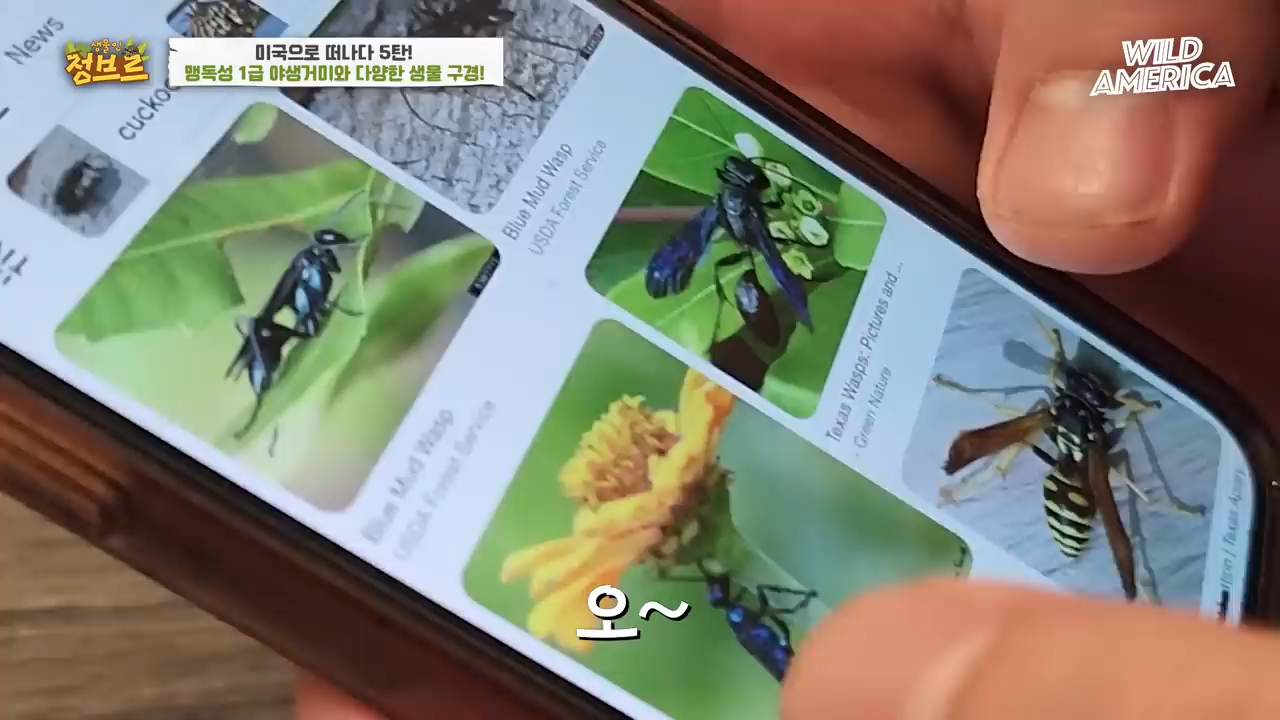 생물인
정브르
미국으로 떠나다 5탄!
맹독성 1급 야생거미와 다양한 생물 구경!
WILD
AMERICA
News
cuckoo
Blue Mud Wasp
USDA Forest Service
Blue Mud Wasp
USDA Forest Service
Texas Wasps: Pictures and ...
- Green Nature
오~